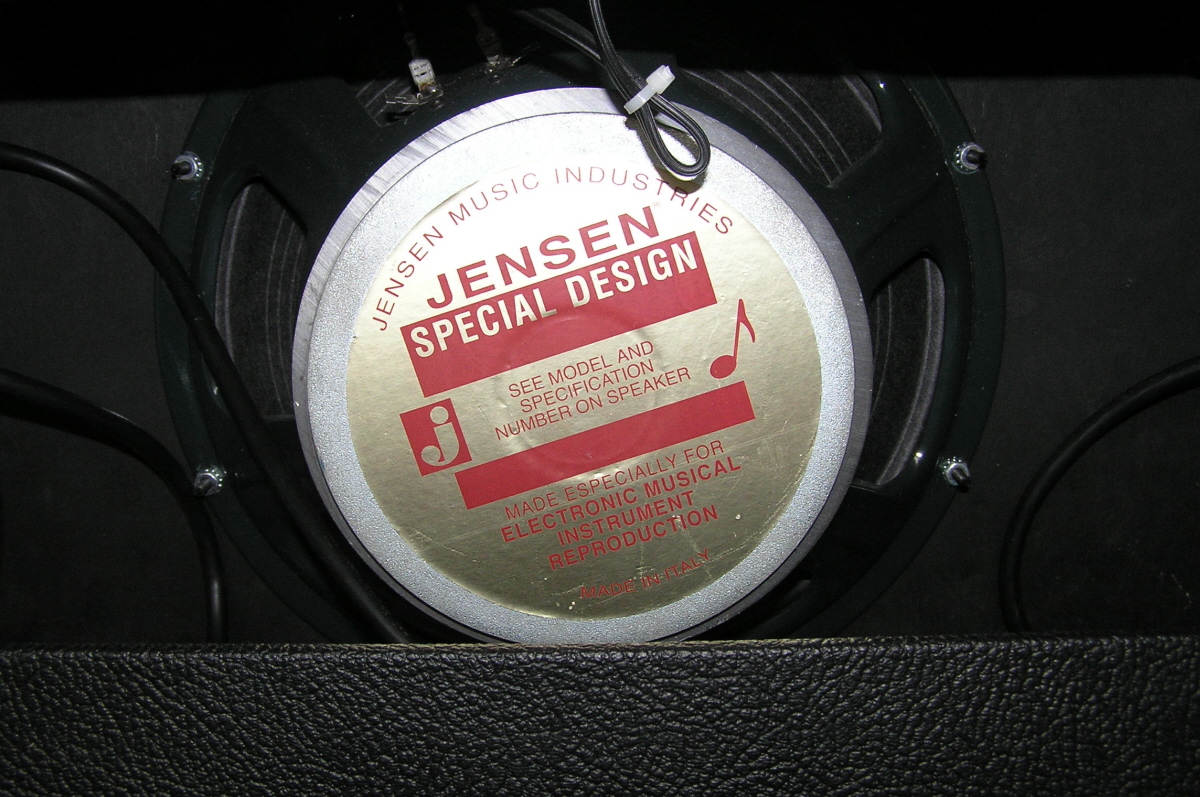 JENSEN MUSIC INDUSTRIES
JENSEN
SPECIAL DESIGN
SEE MODEL AND
SPECIFICATION
NUMBER ON SPEAKER
j
MADE ESPECIALLY FOR
ELECTRONIC MUSICAL
INSTRUMENT
REPRODUCTION
MADE IN ITALY